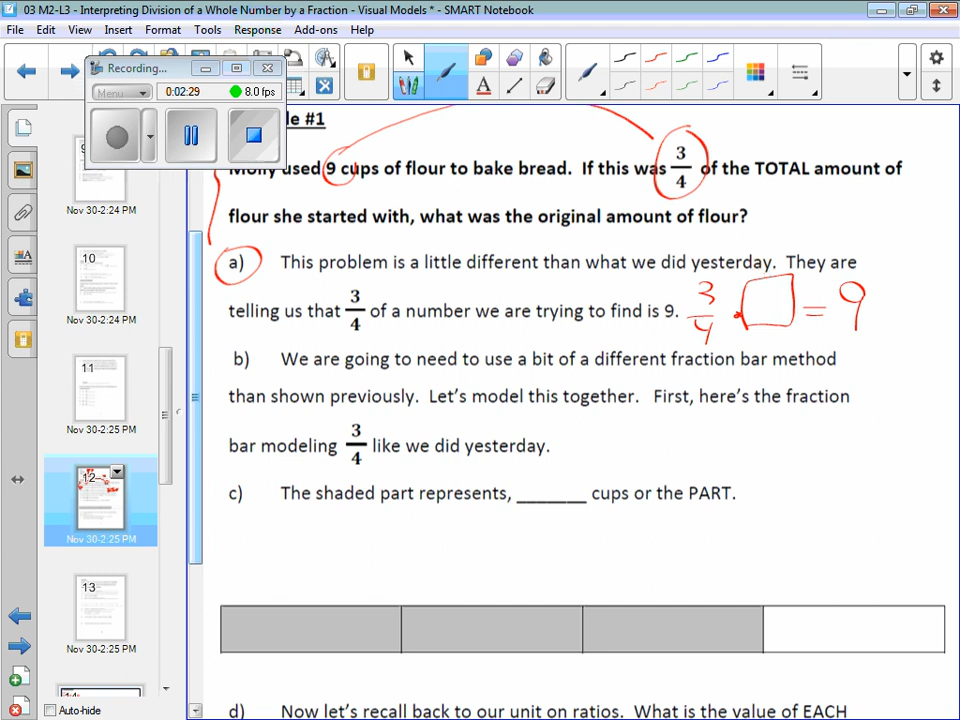 03 M2-L3 - Interpreting Division of a Whole Number by a Fraction - Visual Models * - SMART Notebook
File Edit View Insert Format Tools Response Add-ons Help
Recording...
Menu 0:02:29 8.0 fps
le #1
Molly used 9 cups of flour to bake bread. If this was 3/4 of the TOTAL amount of
flour she started with, what was the original amount of flour?
a) This problem is a little different than what we did yesterday. They are
telling us that 3/4 of a number we are trying to find is 9. 3/4 · □ = 9
b) We are going to need to use a bit of a different fraction bar method
than shown previously. Let's model this together. First, here's the fraction
bar modeling 3/4 like we did yesterday.
c) The shaded part represents, _______ cups or the PART.
d) Now let's recall back to our unit on ratios. What is the value of EACH
Nov 30-2:24 PM
10
Nov 30-2:24 PM
11
Nov 30-2:25 PM
12
Nov 30-2:25 PM
13
Nov 30-2:25 PM
Auto-hide